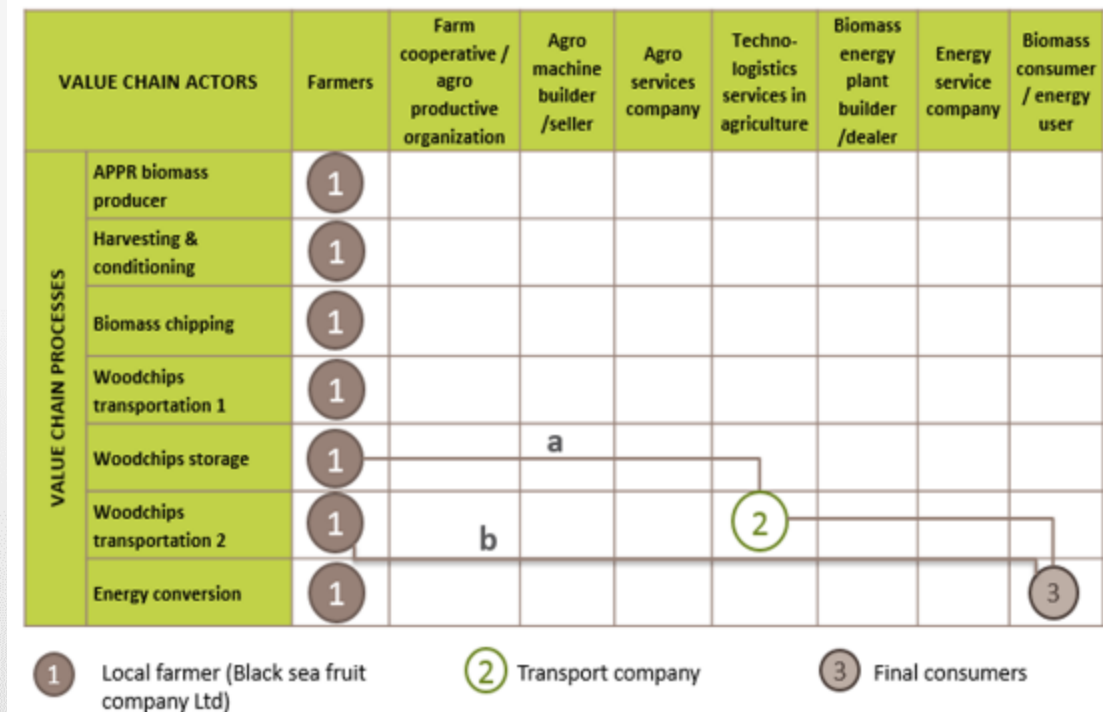 VALUE CHAIN ACTORS
Farmers
Farm
cooperative /
agro
productive
organization
Agro
machine
builder
/seller
Agro
services
company
Techno-
logistics
services in
agriculture
Biomass
energy
plant
builder
/dealer
Energy
service
company
Biomass
consumer
/ energy
user
VALUE CHAIN PROCESSES
APPR biomass
producer
1
Harvesting &
conditioning
1
Biomass chipping
1
Woodchips
transportation 1
1
Woodchips storage
1
a
Woodchips
transportation 2
1
2
b
Energy conversion
1
3
1 Local farmer (Black sea fruit
company Ltd)
2 Transport company
3 Final consumers